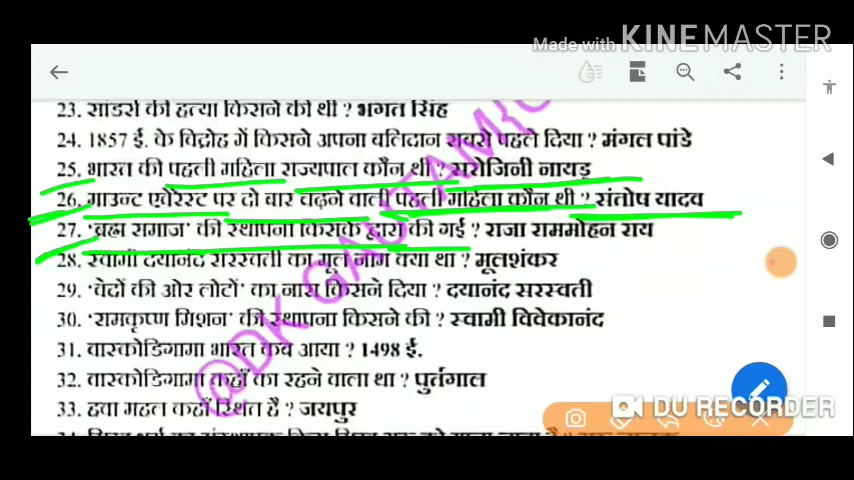 Made with KINEMASTER
23. सांडर्स की हत्या किसने की थी ? भगत सिंह
24. 1857 ई. के विद्रोह में किसने अपना बलिदान सबसे पहले दिया ? मंगल पांडे
25. भारत की पहली महिला राज्यपाल कौन थी ? सरोजिनी नायडू
26. माउन्ट एवेरेस्ट पर दो बार चढ़ने वाली पहली महिला कौन थी ? संतोष यादव
27. ‘ब्रह्म समाज’ की स्थापना किसके द्वारा की गई ? राजा राममोहन राय
28. स्वामी दयानंद सरस्वती का मूल नाम क्या था ? मूलशंकर
29. ‘वेदों की ओर लोटों’ का नारा किसने दिया ? दयानंद सरस्वती
30. ‘रामकृष्ण मिशन’ की स्थापना किसने की ? स्वामी विवेकानंद
31. वास्कोडिगामा भारत कब आया ? 1498 ई.
32. वास्कोडिगामा कहाँ का रहने वाला था ? पुर्तगाल
33. हवा महल कहाँ स्थित है ? जयपुर
@DK GAUTAM
DU RECORDER